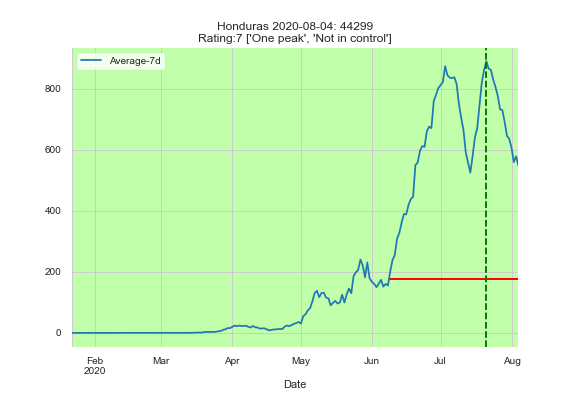 Honduras 2020-08-04: 44299
Rating:7 ['One peak', 'Not in control']
Average-7d
800
600
400
200
0
Feb
2020
Mar
Apr
May
Jun
Jul
Aug
Date